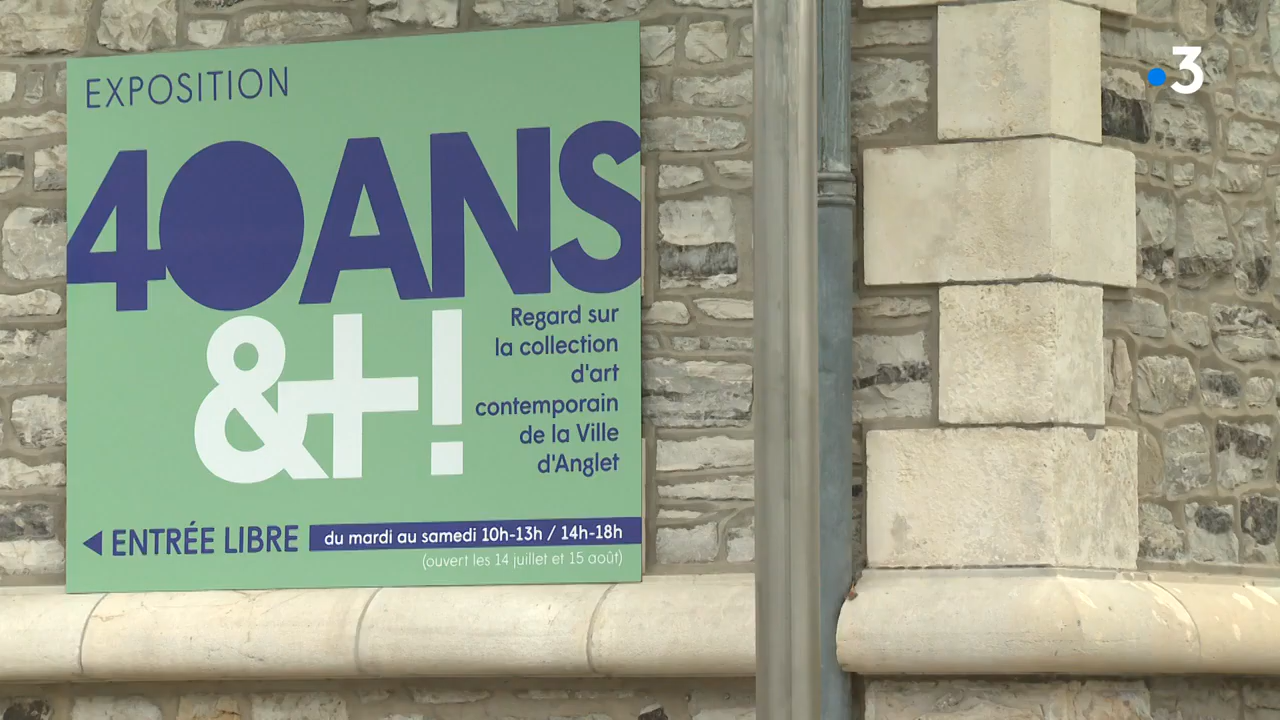 EXPOSITION
40ANS
&+!
Regard sur
la collection
d'art
contemporain
de la Ville
d'Anglet
ENTRÉE LIBRE
du mardi au samedi 10h-13h / 14h-18h
(ouvert les 14 juillet et 15 août)
3